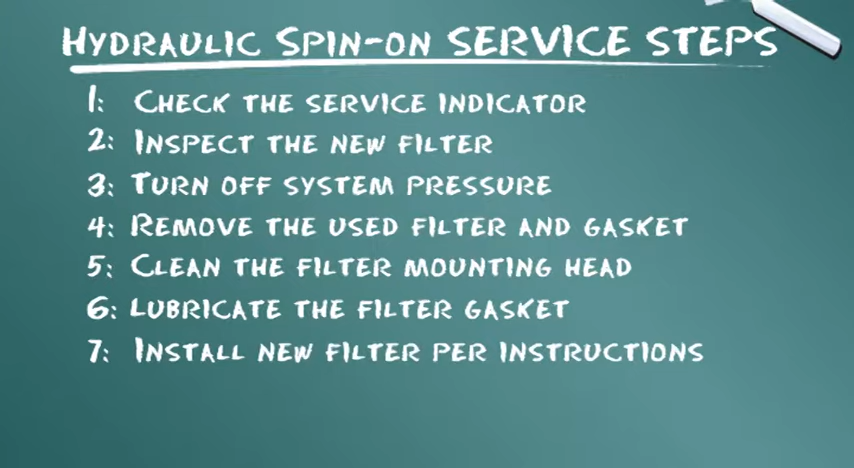 Hydraulic Spin-on SERVICE STEPS
1: Check the service indicator
2: Inspect the new filter
3: Turn off system pressure
4: Remove the used filter and gasket
5: Clean the filter mounting head
6: Lubricate the filter gasket
7: Install new filter per instructions